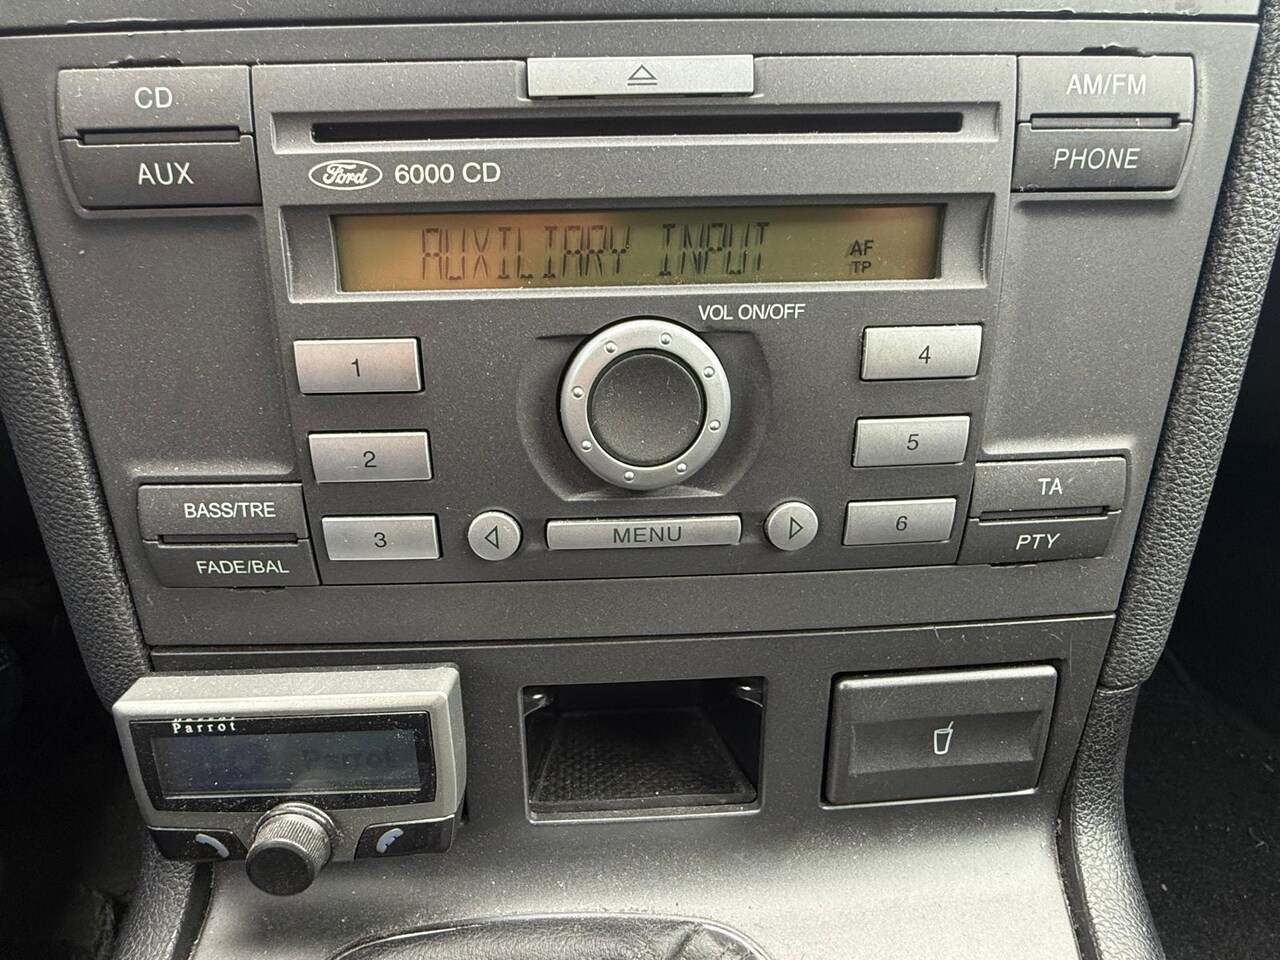 CD
AM/FM
AUX
PHONE
Ford 6000 CD
AUXILIARY INPUT
AF
TP
VOL ON/OFF
1
4
2
5
BASS/TRE
TA
3
MENU
6
FADE/BAL
PTY
Parrot
Parrot